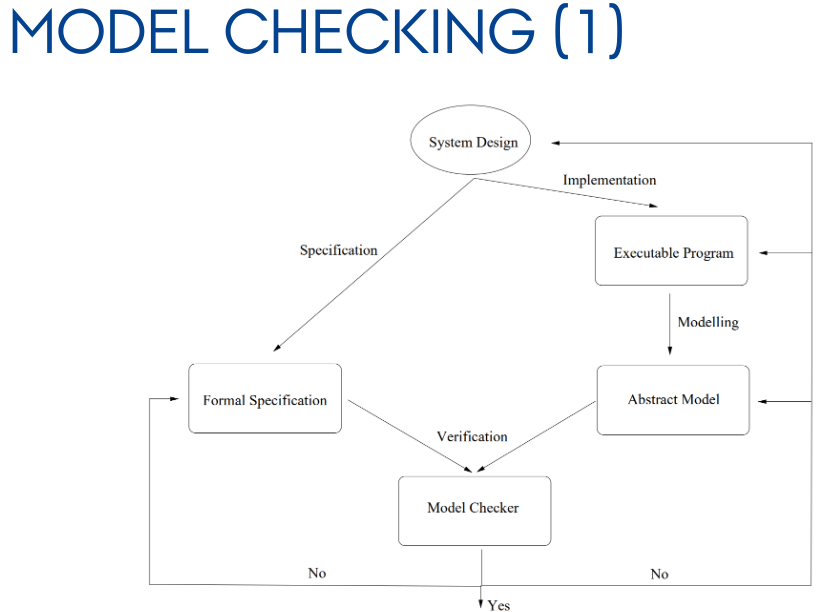 MODEL CHECKING (1)
System Design
Implementation
Specification
Executable Program
Modelling
Formal Specification
Abstract Model
Verification
Model Checker
No
No
Yes